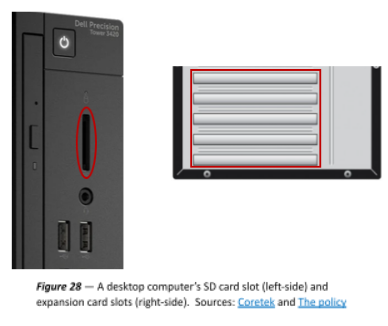 Dell Precision
Tower 3420
Figure 28 — A desktop computer's SD card slot (left-side) and
expansion card slots (right-side). Sources: Coretek and The policy